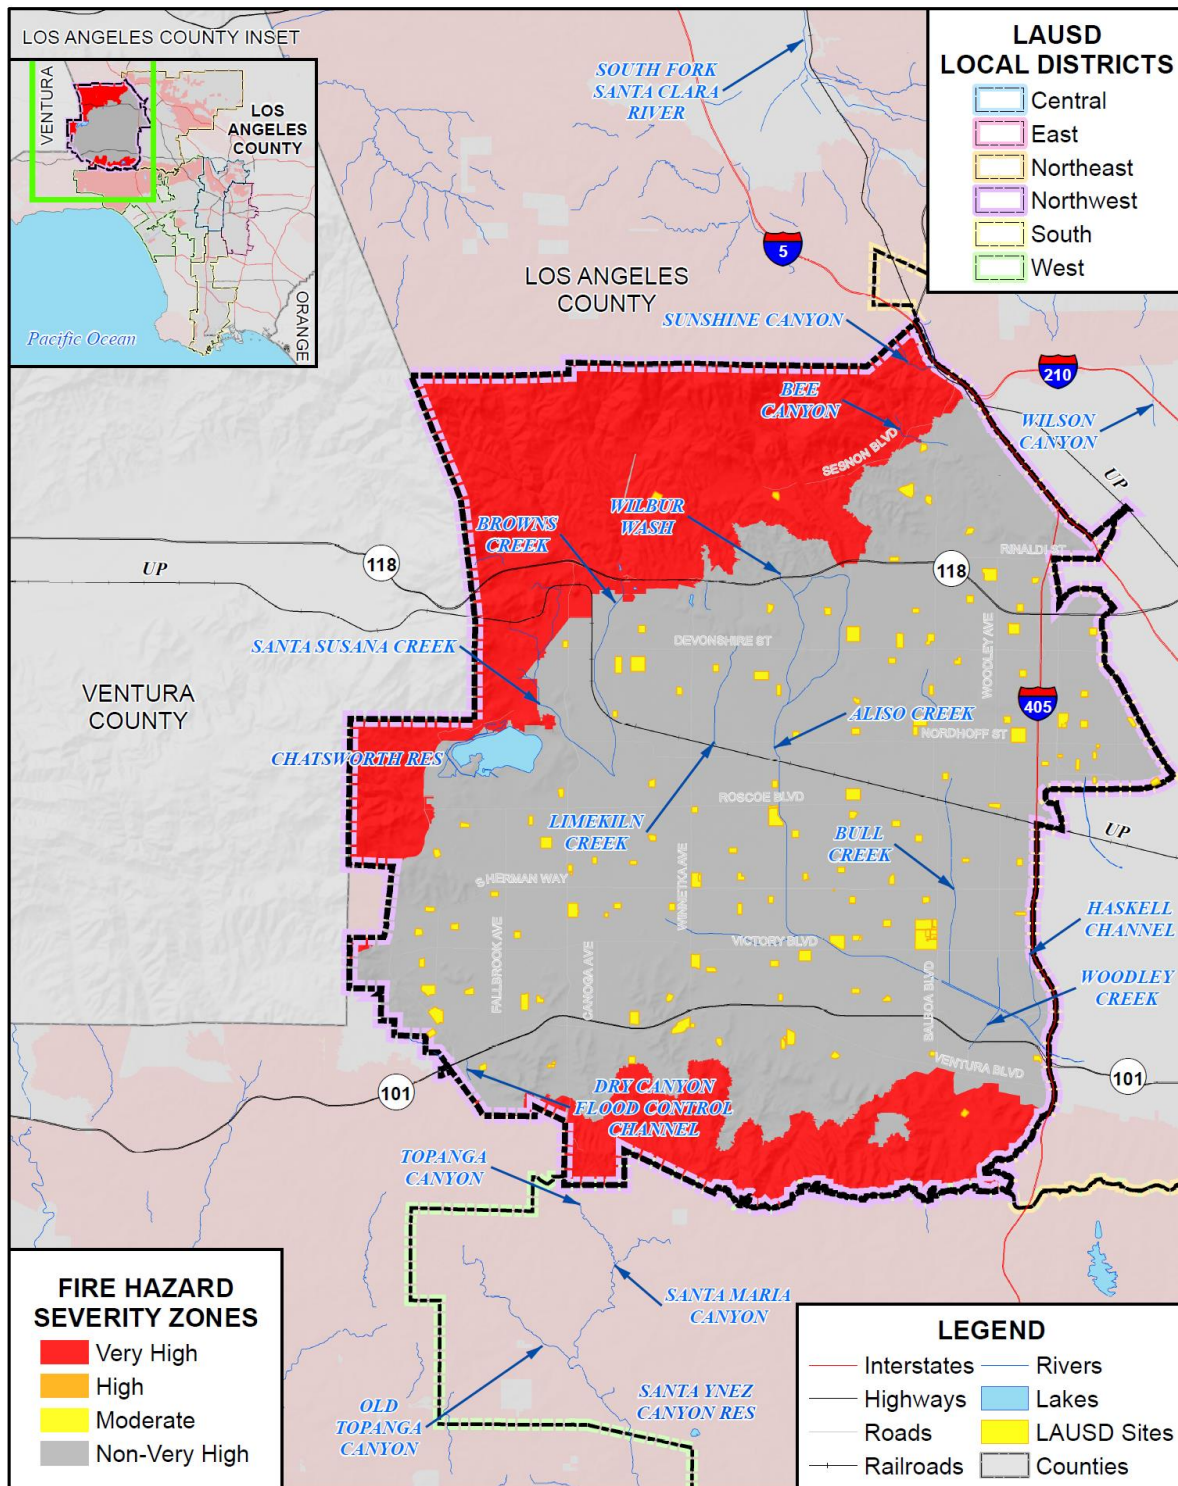 LOS ANGELES COUNTY INSET
VENTURA
LOS
ANGELES
COUNTY
ORANGE
Pacific Ocean
LAUSD
LOCAL DISTRICTS
Central
East
Northeast
Northwest
South
West
SOUTH FORK
SANTA CLARA
RIVER
5
LOS ANGELES
COUNTY
SUNSHINE CANYON
210
BEE
CANYON
WILSON
CANYON
SESNON BLVD
UP
WILBUR
WASH
BROWNS
CREEK
RINALDI ST
118
UP
118
DEVONSHIRE ST
WOODLEY AVE
SANTA SUSANA CREEK
VENTURA
COUNTY
405
ALISO CREEK
NORDHOFF ST
CHATSWORTH RES
ROSCOE BLVD
LIMEKILN
CREEK
BULL
CREEK
UP
SHERMAN WAY
WINNETKA AVE
HASKELL
CHANNEL
FALLBROOK AVE
CANOGA AVE
VICTORY BLVD
BALBOA BLVD
WOODLEY
CREEK
VENTURA BLVD
101
101
DRY CANYON
FLOOD CONTROL
CHANNEL
TOPANGA
CANYON
SANTA MARIA
CANYON
OLD
TOPANGA
CANYON
SANTA YNEZ
CANYON RES
FIRE HAZARD
SEVERITY ZONES
Very High
High
Moderate
Non-Very High
LEGEND
Interstates
Rivers
Highways
Lakes
Roads
LAUSD Sites
Railroads
Counties